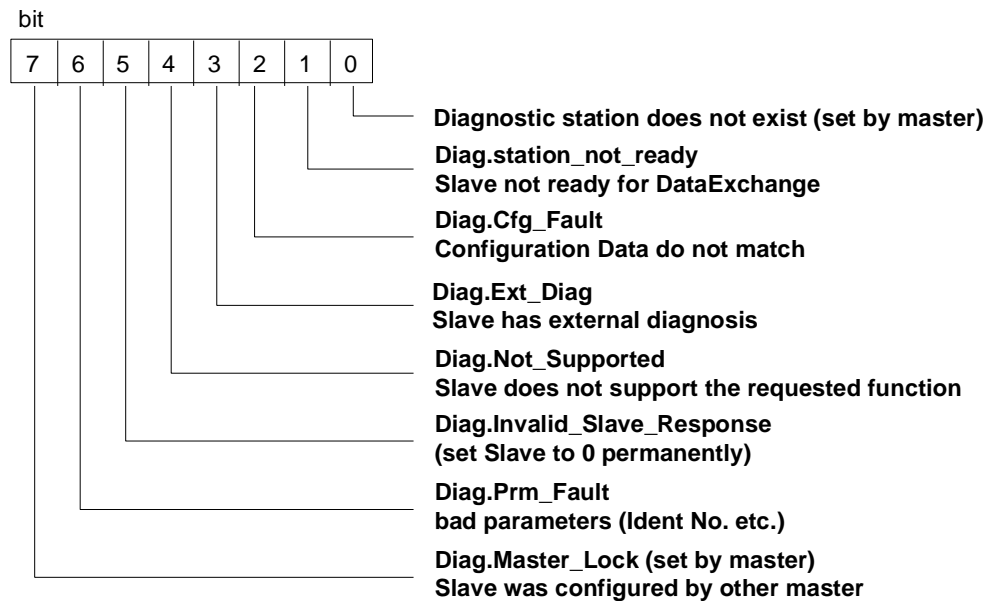 bit
7 6 5 4 3 2 1 0
Diagnostic station does not exist (set by master)
Diag.station_not_ready
Slave not ready for DataExchange
Diag.Cfg_Fault
Configuration Data do not match
Diag.Ext_Diag
Slave has external diagnosis
Diag.Not_Supported
Slave does not support the requested function
Diag.Invalid_Slave_Response
(set Slave to 0 permanently)
Diag.Prm_Fault
bad parameters (Ident No. etc.)
Diag.Master_Lock (set by master)
Slave was configured by other master